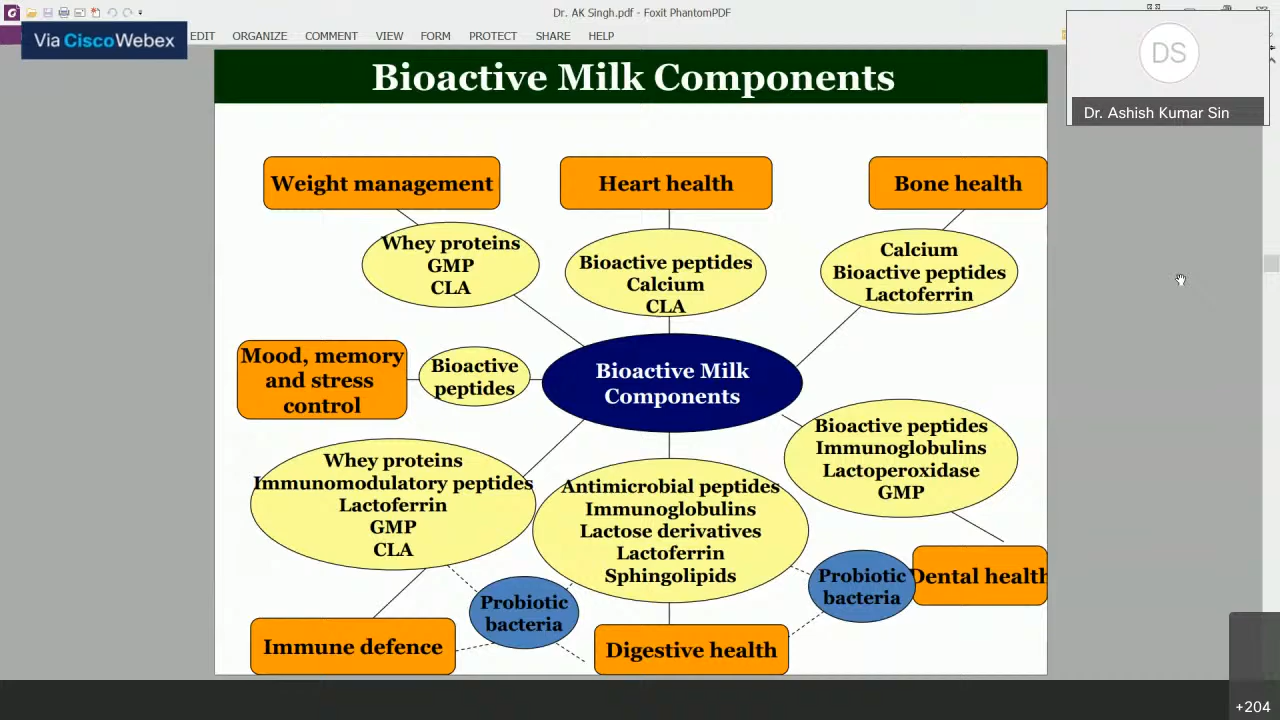 Dr. AK Singh.pdf - Foxit PhantomPDF
Via Cisco Webex
EDIT ORGANIZE COMMENT VIEW FORM PROTECT SHARE HELP
DS
Dr. Ashish Kumar Sin
Bioactive Milk Components
Weight management
Heart health
Bone health
Whey proteins
GMP
CLA
Bioactive peptides
Calcium
CLA
Calcium
Bioactive peptides
Lactoferrin
Mood, memory
and stress
control
Bioactive
peptides
Bioactive Milk
Components
Bioactive peptides
Immunoglobulins
Lactoperoxidase
GMP
Whey proteins
Immunomodulatory peptides
Lactoferrin
GMP
CLA
Antimicrobial peptides
Immunoglobulins
Lactose derivatives
Lactoferrin
Sphingolipids
Probiotic
bacteria
Probiotic
bacteria
Dental health
Immune defence
Digestive health
+204